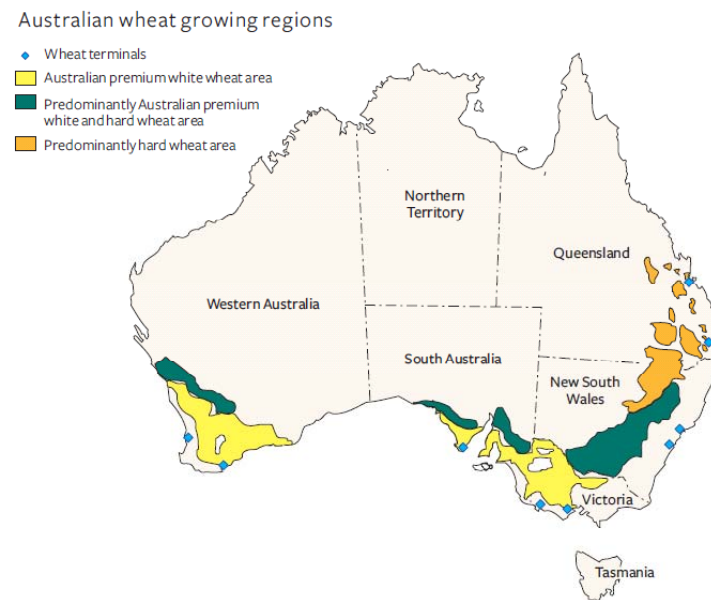 Australian wheat growing regions
Wheat terminals
Australian premium white wheat area
Predominantly Australian premium
white and hard wheat area
Predominantly hard wheat area
Northern
Territory
Queensland
Western Australia
South Australia
New South
Wales
Victoria
Tasmania